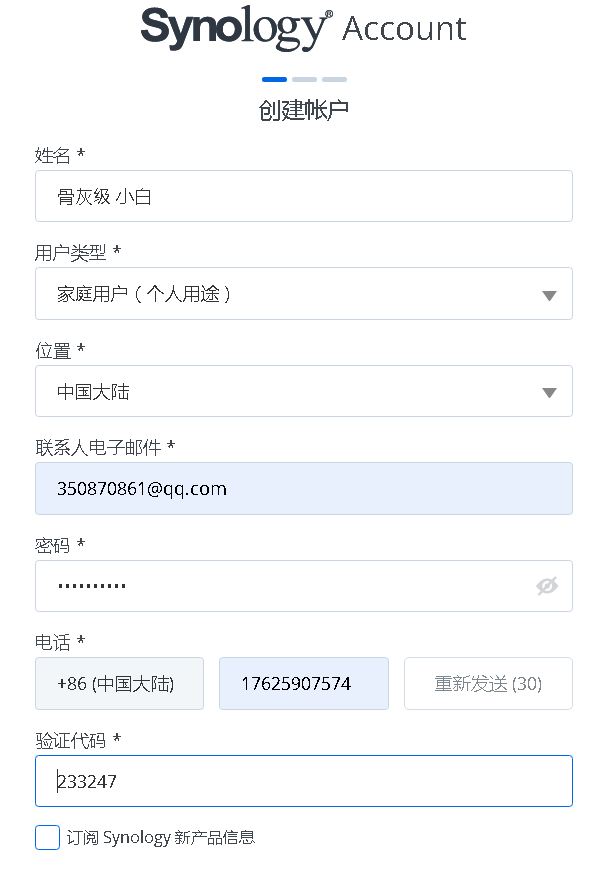 Synology® Account
创建帐户
姓名 *
骨灰级 小白
用户类型 *
家庭用户（个人用途）
位置 *
中国大陆
联系人电子邮件 *
350870861@qq.com
密码 *
••••••••••
电话 *
+86 (中国大陆) 17625907574 重新发送 (30)
验证代码 *
233247
订阅 Synology 新产品信息